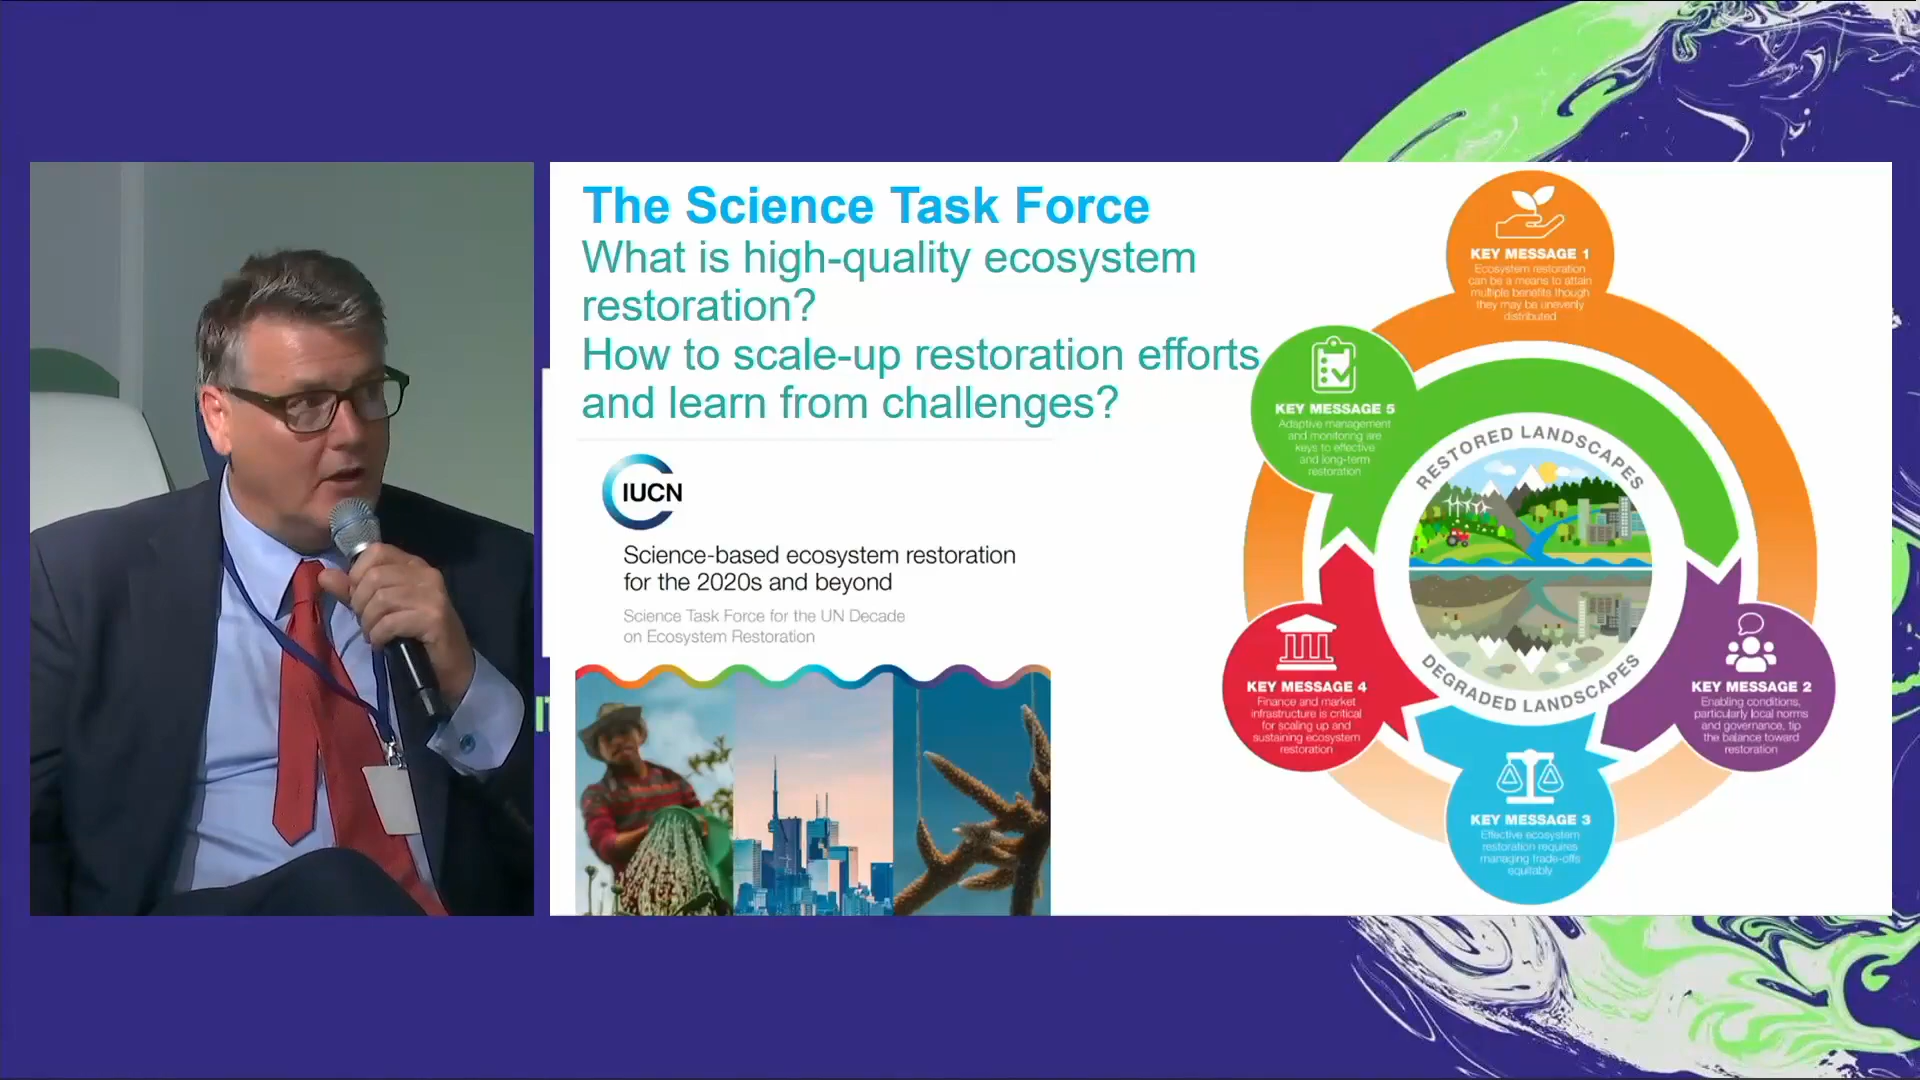 The Science Task Force
What is high-quality ecosystem
restoration?
How to scale-up restoration efforts
and learn from challenges?
IUCN
Science-based ecosystem restoration
for the 2020s and beyond
Science Task Force for the UN Decade
on Ecosystem Restoration
KEY MESSAGE 1
Ecosystem restoration
can be a means to attain
multiple benefits though
they may be unevenly
distributed
KEY MESSAGE 5
Adaptive management
and monitoring are
keys to effective
and long-term
restoration
RESTORED LANDSCAPES
DEGRADED LANDSCAPES
KEY MESSAGE 4
Finance and market
infrastructure is critical
for scaling up and
sustaining ecosystem
restoration
KEY MESSAGE 2
Enabling conditions,
particularly local norms
and governance, tip
the balance toward
restoration
KEY MESSAGE 3
Effective ecosystem
restoration requires
managing trade-offs
equitably